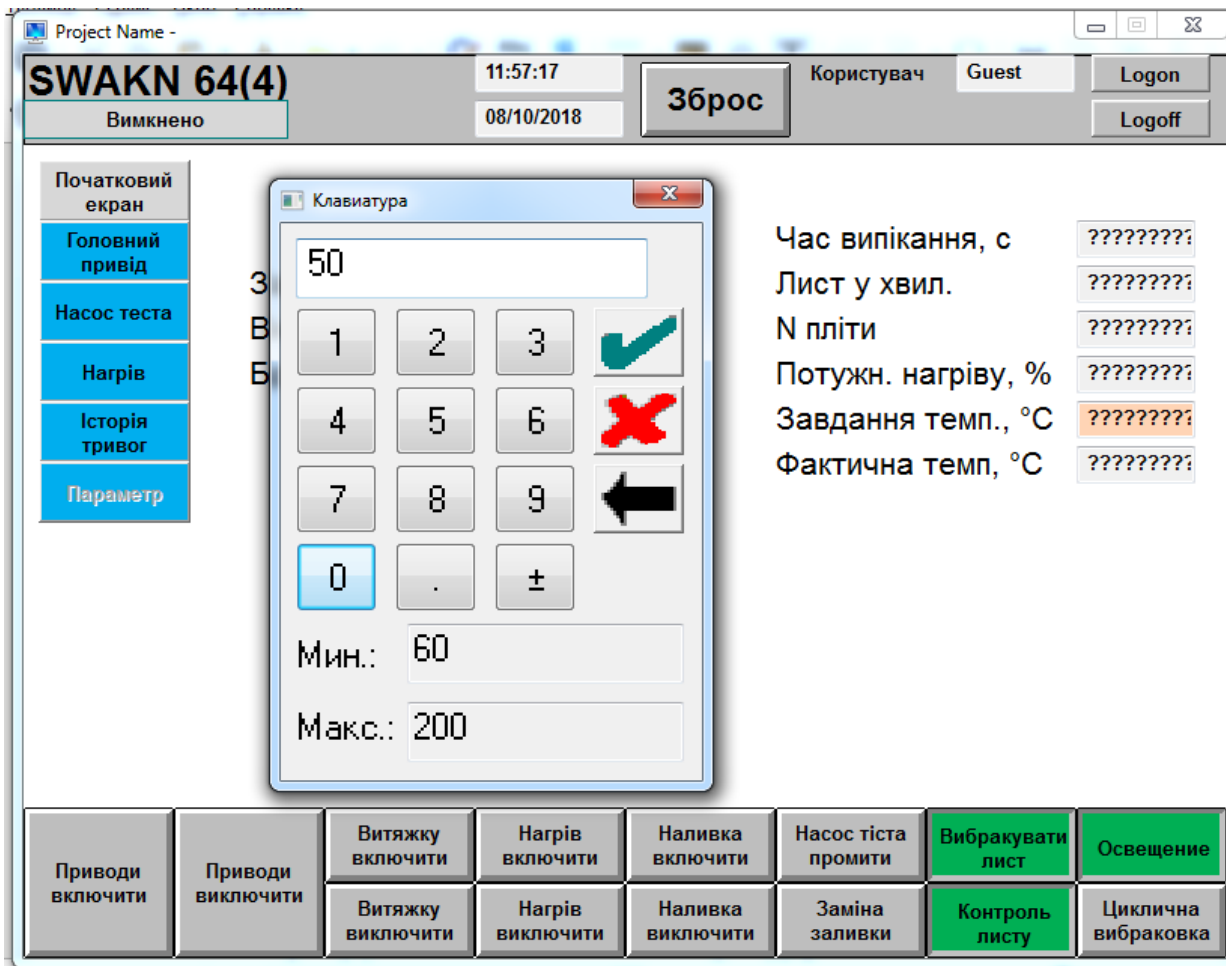 Project Name -
SWAKN 64(4)
Вимкнено
11:57:17
08/10/2018
Зброс
Користувач
Guest
Logon
Logoff
Початковий
екран
Головний
привід
Насос теста
Нагрів
Історія
тривог
Параметр
Клавиатура
50
1 2 3
4 5 6
7 8 9
0 . ±
Мин.: 60
Макс.: 200
З
В
Б
Час випікання, с ?????????
Лист у хвил. ?????????
N пліти ?????????
Потужн. нагріву, % ?????????
Завдання темп., °C ?????????
Фактична темп, °C ?????????
Приводи
включити
Приводи
виключити
Витяжку
включити
Нагрів
включити
Наливка
включити
Насос тіста
промити
Вибракувати
лист
Освещение
Витяжку
виключити
Нагрів
виключити
Наливка
виключити
Заміна
заливки
Контроль
листу
Циклична
вибраковка